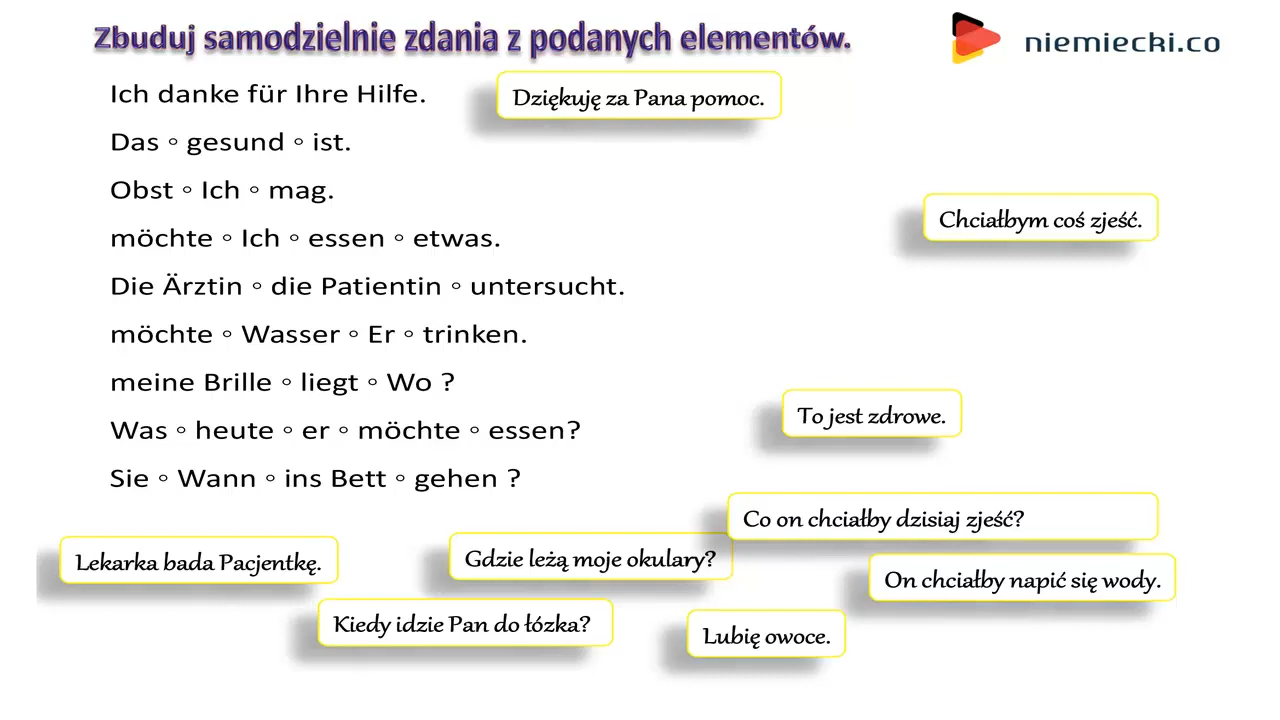 Zbuduj samodzielnie zdania z podanych elementów.
niemiecki.co
Ich danke für Ihre Hilfe.
Dziękuję za Pana pomoc.
Das ◦ gesund ◦ ist.
Obst ◦ Ich ◦ mag.
Chciałbym coś zjeść.
möchte ◦ Ich ◦ essen ◦ etwas.
Die Ärztin ◦ die Patientin ◦ untersucht.
möchte ◦ Wasser ◦ Er ◦ trinken.
meine Brille ◦ liegt ◦ Wo ?
To jest zdrowe.
Was ◦ heute ◦ er ◦ möchte ◦ essen?
Sie ◦ Wann ◦ ins Bett ◦ gehen ?
Co on chciałby dzisiaj zjeść?
Lekarka bada Pacjentkę.
Gdzie leżą moje okulary?
On chciałby napić się wody.
Kiedy idzie Pan do łózka?
Lubię owoce.